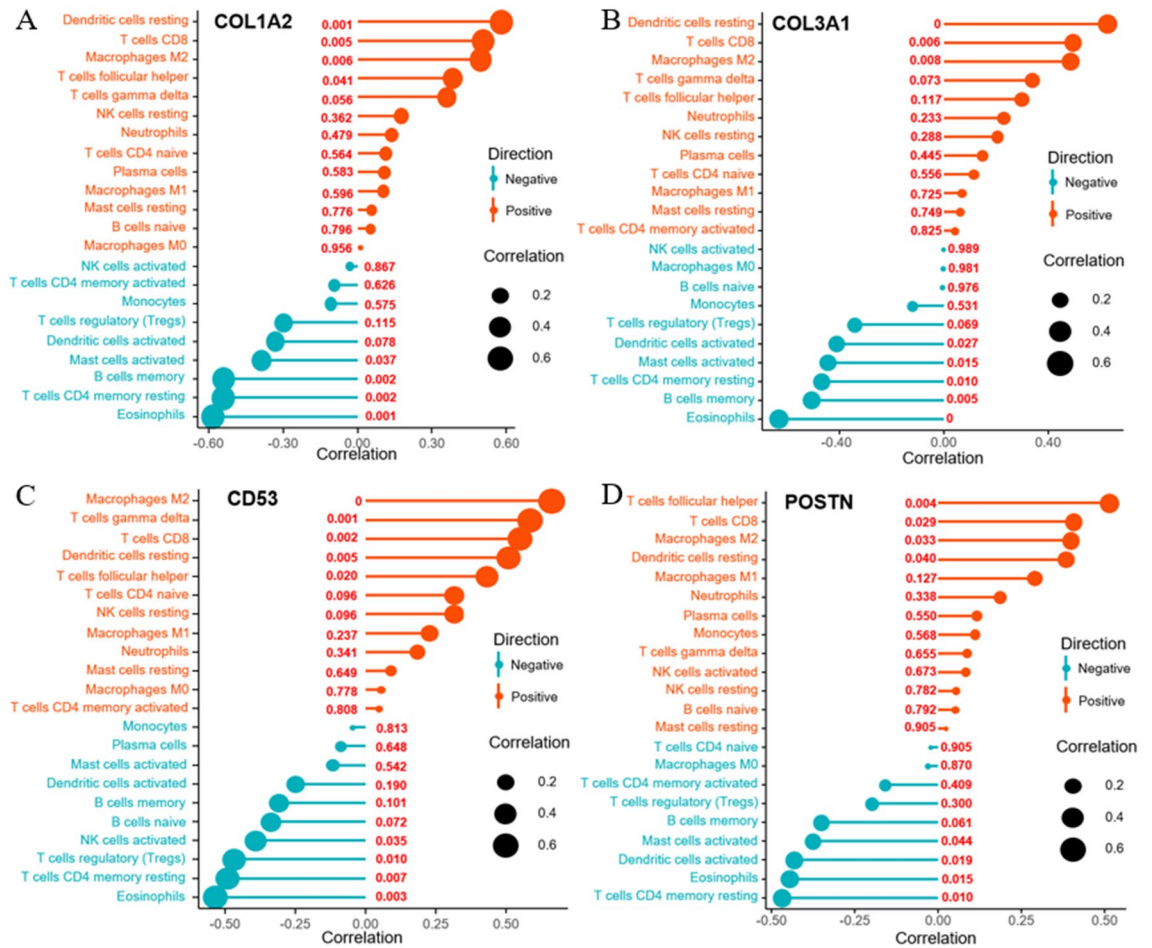 A
COL1A2
Dendritic cells resting 0.001
T cells CD8 0.005
Macrophages M2 0.006
T cells follicular helper 0.041
T cells gamma delta 0.056
NK cells resting 0.362
Neutrophils 0.479
T cells CD4 naive 0.564
Plasma cells 0.583
Macrophages M1 0.596
Mast cells resting 0.776
B cells naive 0.796
Macrophages M0 0.956
NK cells activated 0.867
T cells CD4 memory activated 0.626
Monocytes 0.575
T cells regulatory (Tregs) 0.115
Dendritic cells activated 0.078
Mast cells activated 0.037
B cells memory 0.002
T cells CD4 memory resting 0.002
Eosinophils 0.001
-0.60 -0.30 0.00 0.30 0.60
Correlation
Direction
Negative
Positive
Correlation
0.2
0.4
0.6
B
COL3A1
Dendritic cells resting 0
T cells CD8 0.006
Macrophages M2 0.008
T cells gamma delta 0.073
T cells follicular helper 0.117
Neutrophils 0.233
NK cells resting 0.288
Plasma cells 0.445
T cells CD4 naive 0.556
Macrophages M1 0.725
Mast cells resting 0.749
T cells CD4 memory activated 0.825
NK cells activated 0.989
Macrophages M0 0.981
B cells naive 0.976
Monocytes 0.531
T cells regulatory (Tregs) 0.069
Dendritic cells activated 0.027
Mast cells activated 0.015
T cells CD4 memory resting 0.010
B cells memory 0.005
Eosinophils 0
-0.40 0.00 0.40
Correlation
Direction
Negative
Positive
Correlation
0.2
0.4
0.6
C
CD53
Macrophages M2 0
T cells gamma delta 0.001
T cells CD8 0.002
Dendritic cells resting 0.005
T cells follicular helper 0.020
T cells CD4 naive 0.096
NK cells resting 0.096
Macrophages M1 0.237
Neutrophils 0.341
Mast cells resting 0.649
Macrophages M0 0.778
T cells CD4 memory activated 0.808
Monocytes 0.813
Plasma cells 0.648
Mast cells activated 0.542
Dendritic cells activated 0.190
B cells memory 0.101
B cells naive 0.072
NK cells activated 0.035
T cells regulatory (Tregs) 0.010
T cells CD4 memory resting 0.007
Eosinophils 0.003
-0.50 -0.25 0.00 0.25 0.50
Correlation
Direction
Negative
Positive
Correlation
0.2
0.4
0.6
D
POSTN
T cells follicular helper 0.004
T cells CD8 0.029
Macrophages M2 0.033
Dendritic cells resting 0.040
Macrophages M1 0.127
Neutrophils 0.338
Plasma cells 0.550
Monocytes 0.568
T cells gamma delta 0.655
NK cells activated 0.673
NK cells resting 0.782
B cells naive 0.792
Mast cells resting 0.905
T cells CD4 naive 0.905
Macrophages M0 0.870
T cells CD4 memory activated 0.409
T cells regulatory (Tregs) 0.300
B cells memory 0.061
Mast cells activated 0.044
Dendritic cells activated 0.019
Eosinophils 0.015
T cells CD4 memory resting 0.010
-0.50 -0.25 0.00 0.25 0.50
Correlation
Direction
Negative
Positive
Correlation
0.2
0.4
0.6